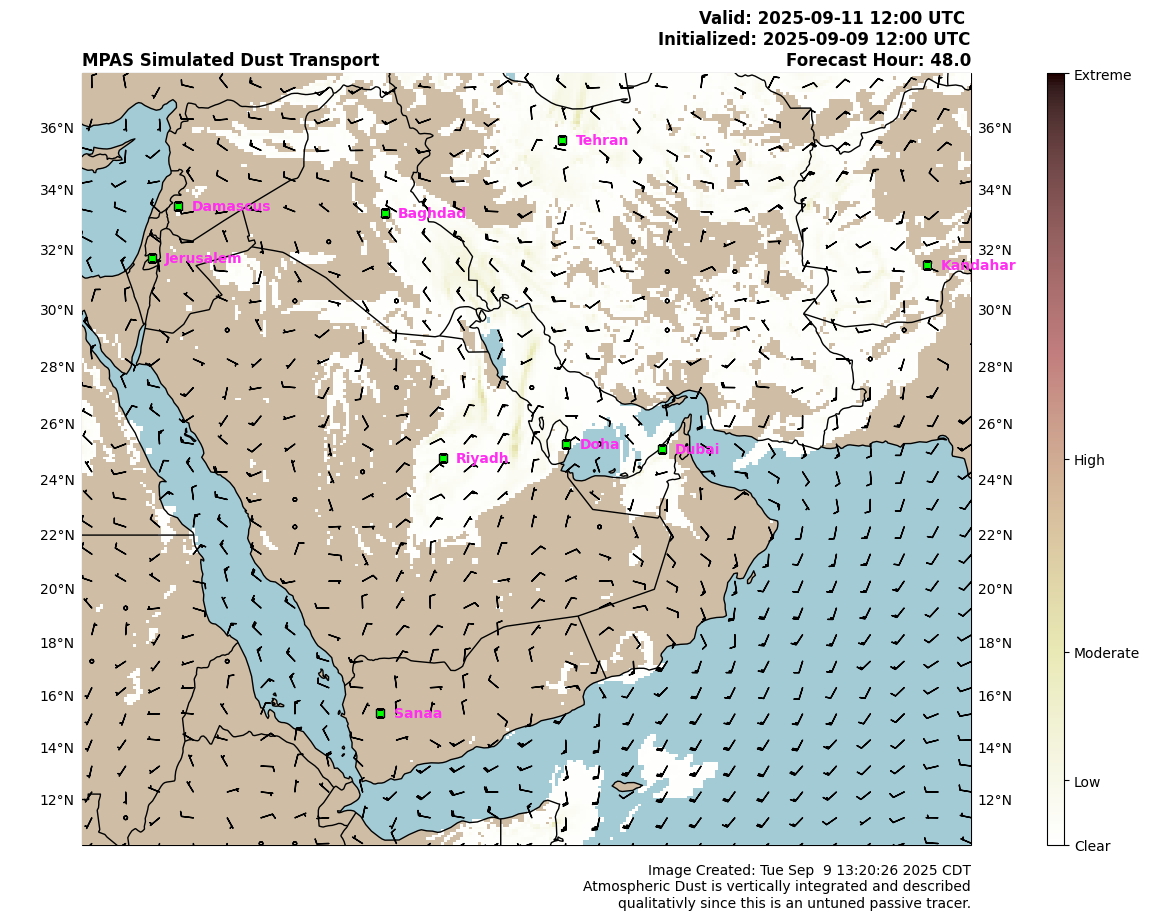 Valid: 2025-09-11 12:00 UTC
Initialized: 2025-09-09 12:00 UTC
MPAS Simulated Dust Transport
Forecast Hour: 48.0
Extreme
High
Moderate
Low
Clear
36°N
34°N
32°N
30°N
28°N
26°N
24°N
22°N
20°N
18°N
16°N
14°N
12°N
36°N
34°N
32°N
30°N
28°N
26°N
24°N
22°N
20°N
18°N
16°N
14°N
12°N
Tehran
Damascus
Baghdad
Jerusalem
Kandahar
Doha
Dubai
Riyadh
Sanaa
Image Created: Tue Sep  9 13:20:26 2025 CDT
Atmospheric Dust is vertically integrated and described
qualitativly since this is an untuned passive tracer.